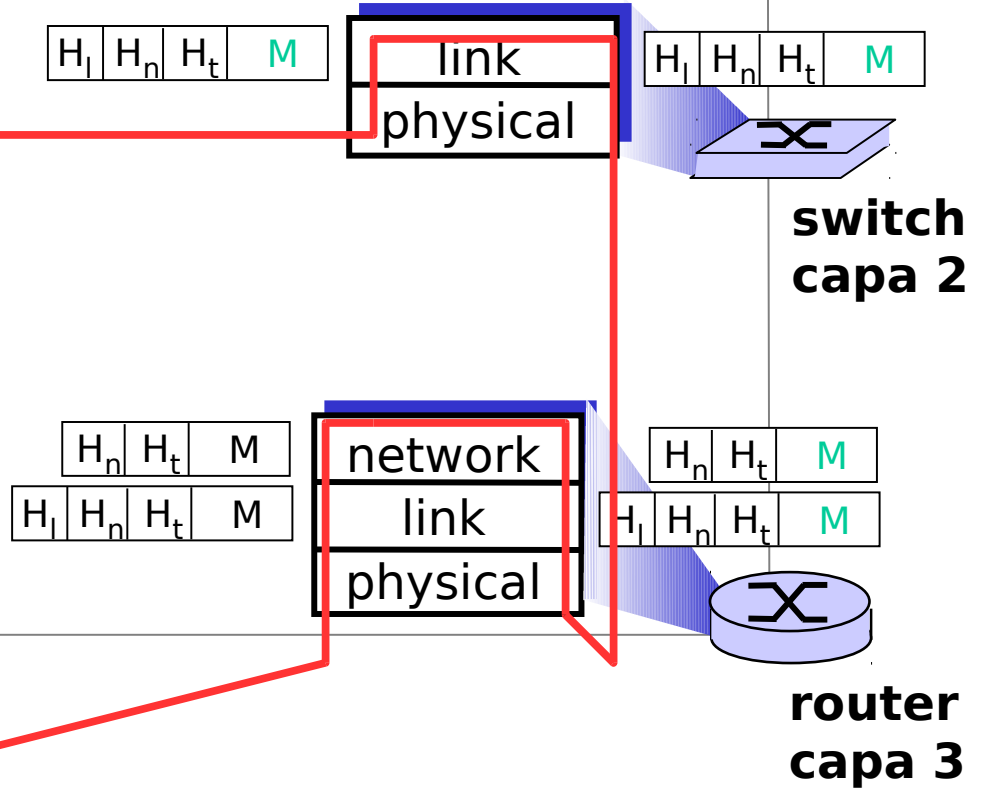 Hl Hn Ht M
link
physical
Hl Hn Ht M
switch
capa 2
Hn Ht M
Hl Hn Ht M
network
link
physical
Hn Ht M
Hl Hn Ht M
router
capa 3